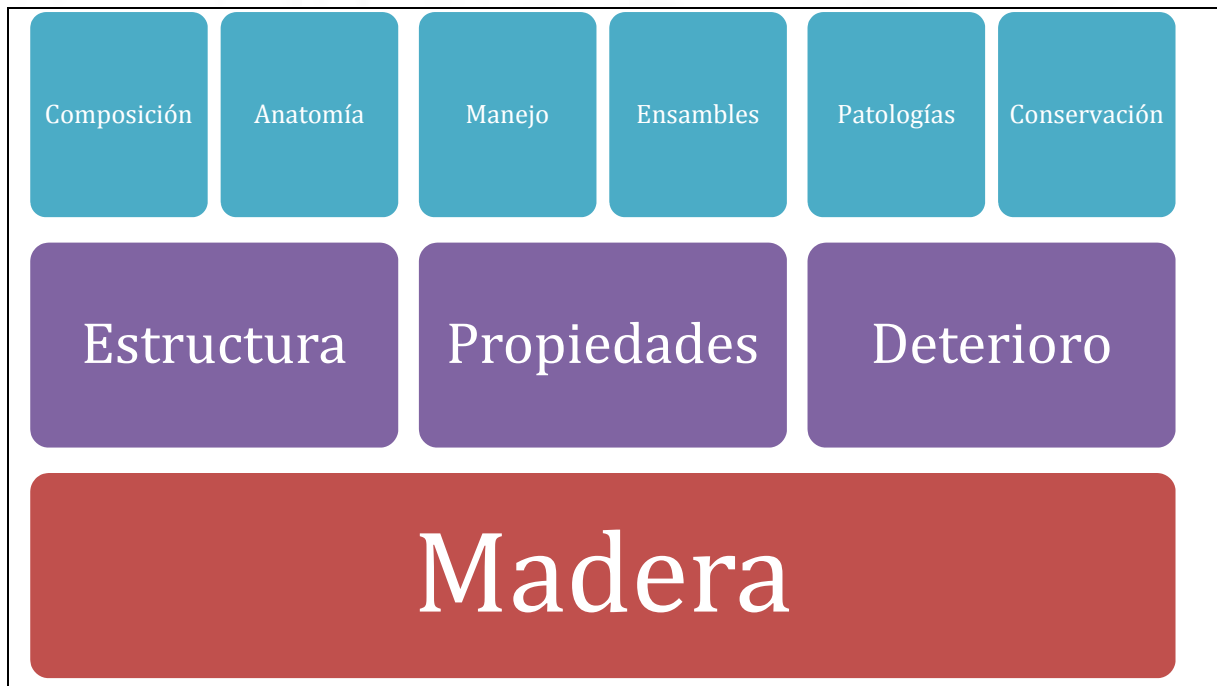 Composición
Anatomía
Manejo
Ensambles
Patologías
Conservación
Estructura
Propiedades
Deterioro
Madera